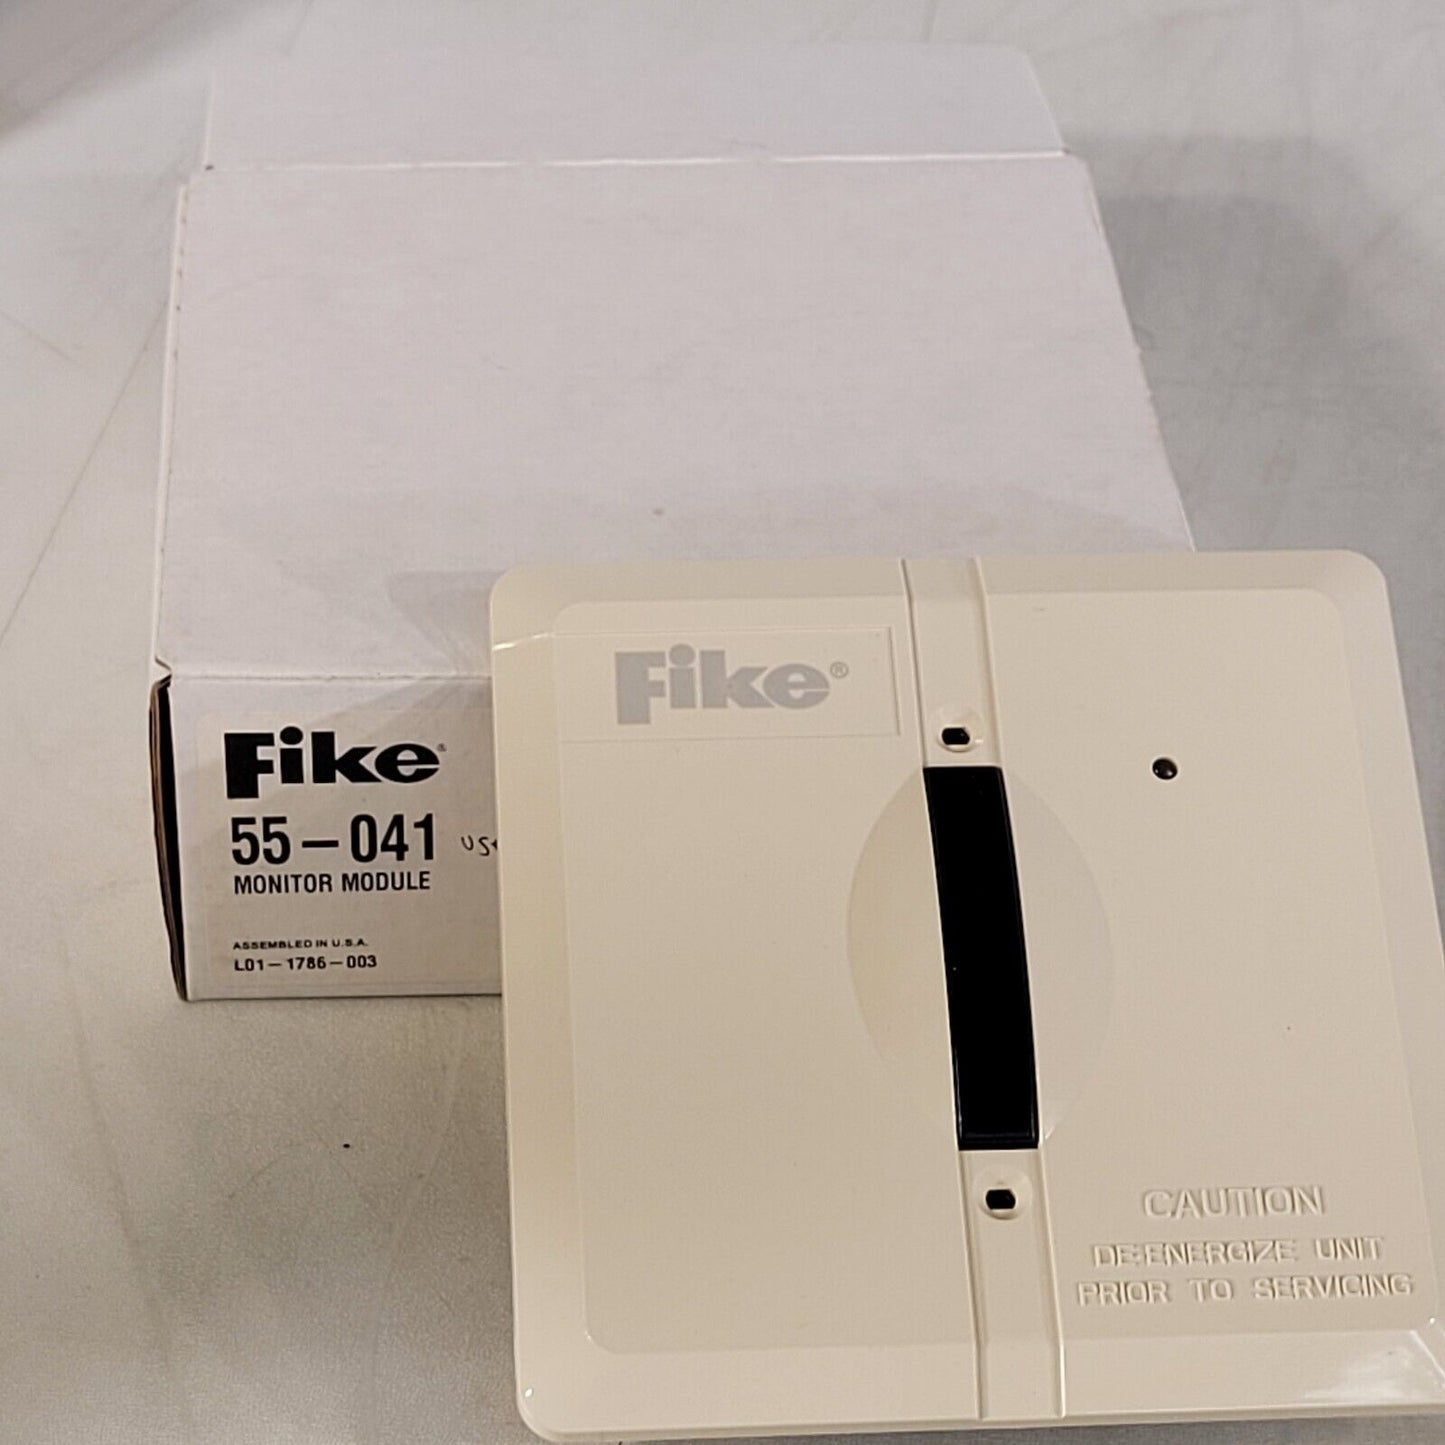 Fike®
55-041
MONITOR MODULE
ASSEMBLED IN U.S.A.
L01-1786-003
Fike®
CAUTION
DE-ENERGIZE UNIT
PRIOR TO SERVICING